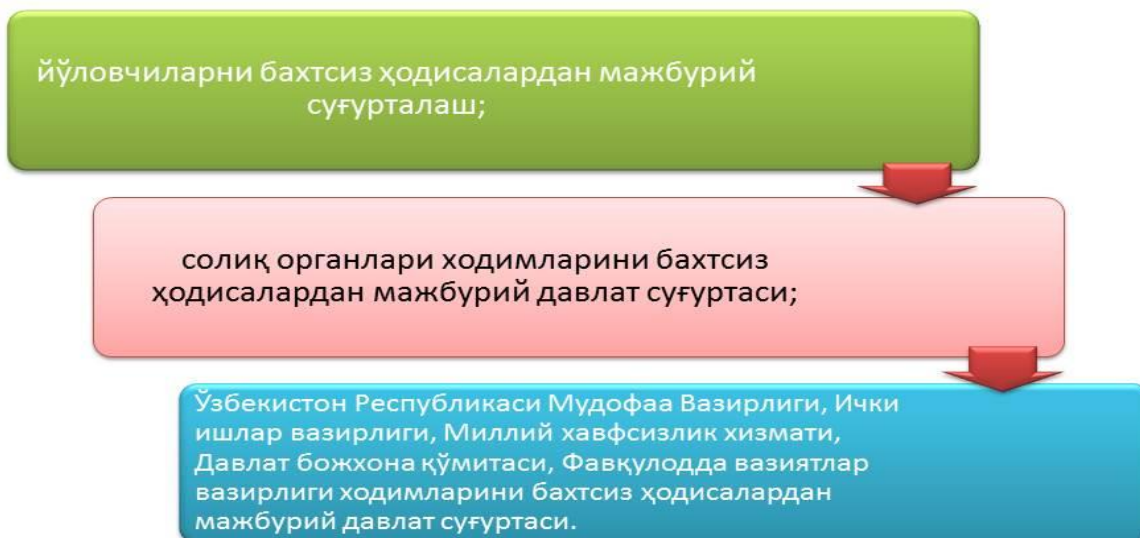 йўловчиларни бахтсиз ҳодисалардан мажбурий
суғурталаш;
солиқ органлари ходимларини бахтсиз
ҳодисалардан мажбурий давлат суғуртаси;
Ўзбекистон Республикаси Мудофаа Вазирлиги, Ички
ишлар вазирлиги, Миллий хавфсизлик хизмати,
Давлат божхона қўмитаси, Фавқулодда вазиятлар
вазирлиги ходимларини бахтсиз ҳодисалардан
мажбурий давлат суғуртаси.